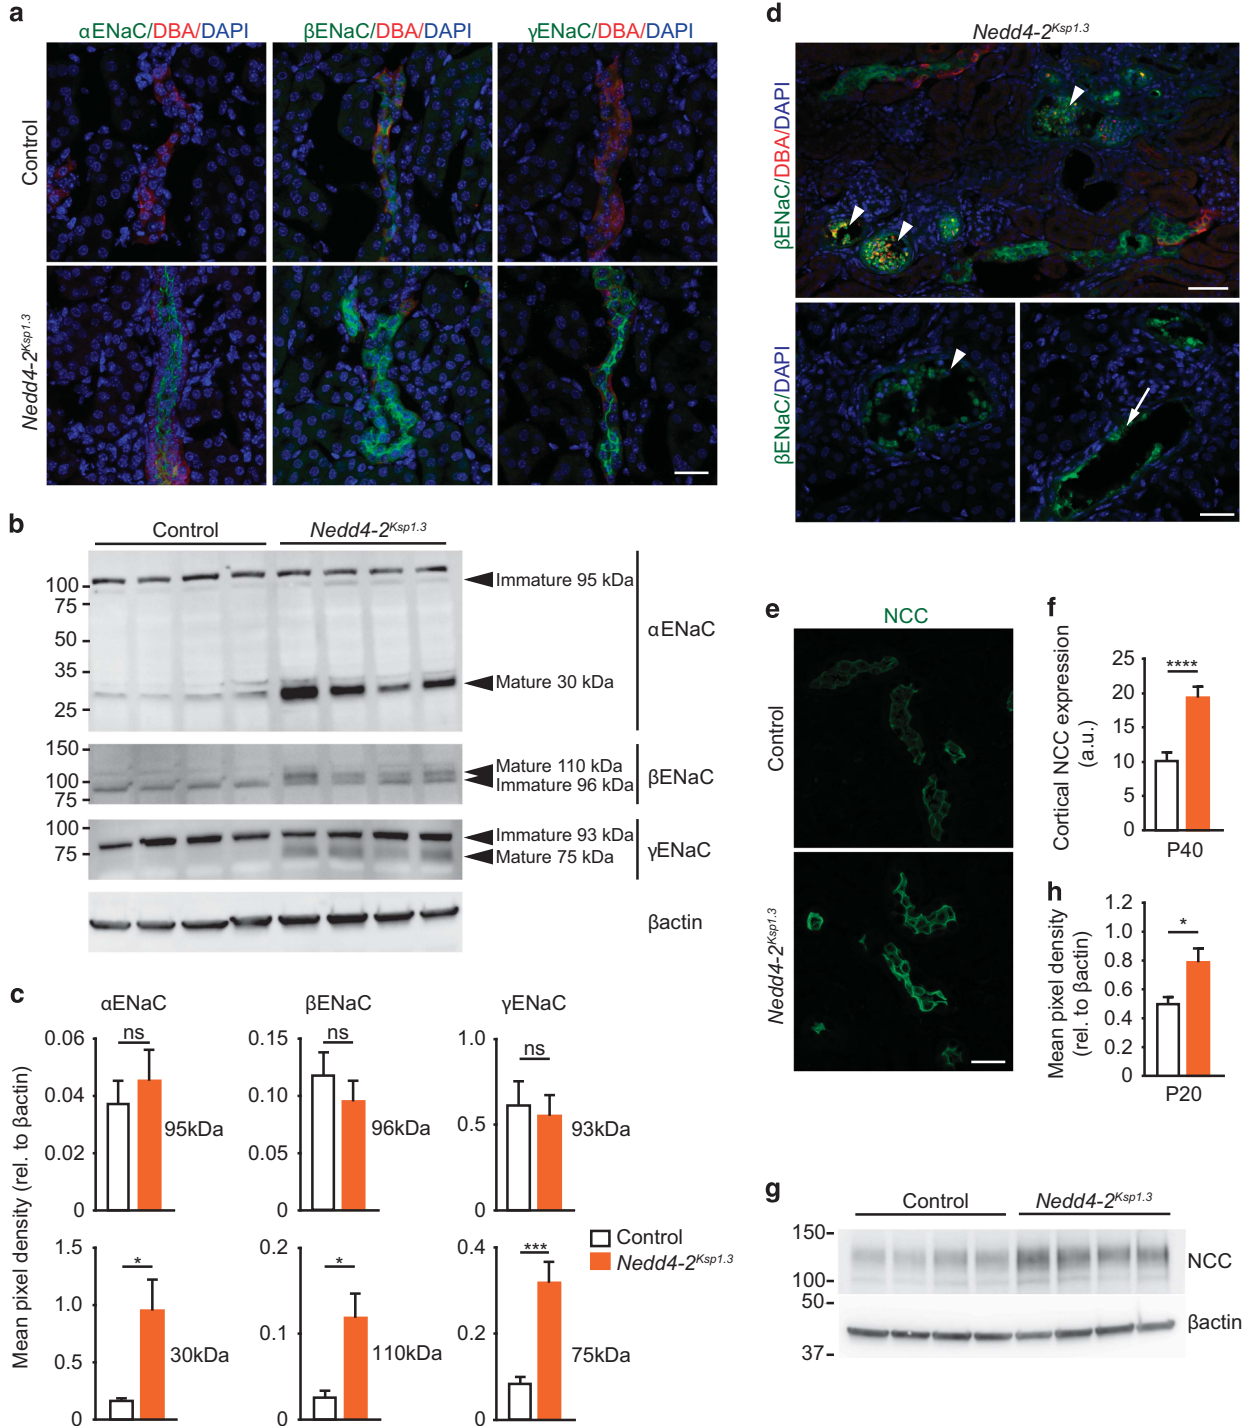 a
αENaC/DBA/DAPI
βENaC/DBA/DAPI
γENaC/DBA/DAPI
Control
Nedd4-2Ksp1.3
b
Control
Nedd4-2Ksp1.3
100
75
50
35
25
Immature 95 kDa
Mature 30 kDa
αENaC
150
100
75
Mature 110 kDa
Immature 96 kDa
βENaC
100
75
Immature 93 kDa
Mature 75 kDa
γENaC
βactin
c
Mean pixel density (rel. to βactin)
αENaC
0.06
0.04
0.02
0
ns
95kDa
βENaC
0.15
0.10
0.05
0
ns
96kDa
γENaC
1.0
0.5
0
ns
93kDa
Control
Nedd4-2Ksp1.3
1.5
1.0
0.5
0
*
30kDa
0.2
0.1
0
*
110kDa
0.4
0.2
0
***
75kDa
d
Nedd4-2Ksp1.3
βENaC/DBA/DAPI
βENaC/DAPI
e
NCC
Control
Nedd4-2Ksp1.3
f
Cortical NCC expression
(a.u.)
25
20
15
10
5
0
****
P40
h
Mean pixel density
(rel. to βactin)
1.2
1.0
0.8
0.6
0.4
0.2
0
*
P20
g
Control
Nedd4-2Ksp1.3
150
100
50
37
NCC
βactin